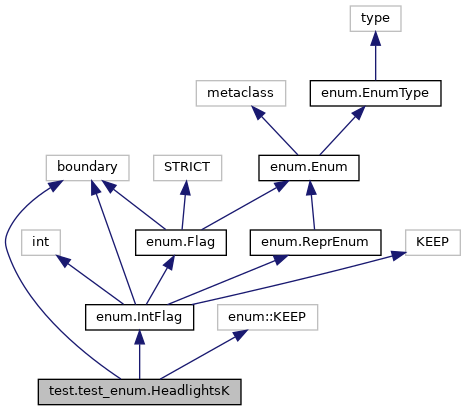 type
metaclass
enum.EnumType
boundary
STRICT
enum.Enum
int
enum.Flag
enum.ReprEnum
KEEP
enum.IntFlag
enum::KEEP
test.test_enum.HeadlightsK